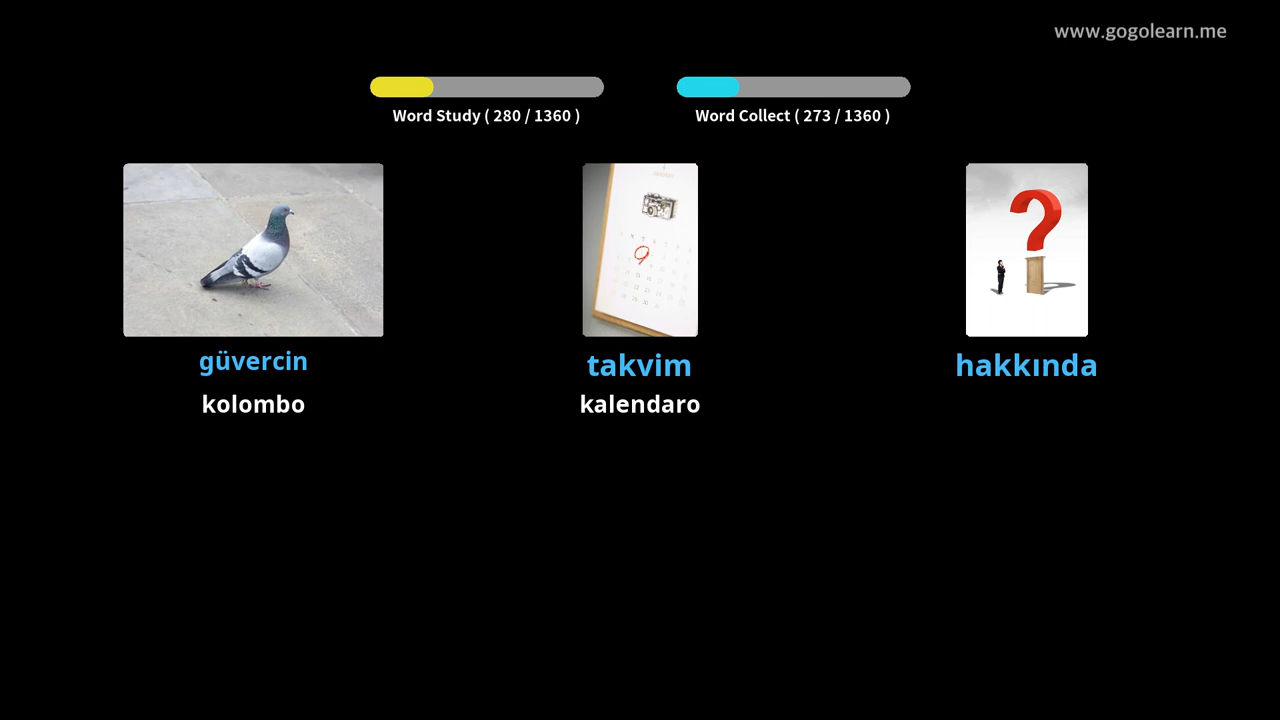 www.gogolearn.me
Word Study ( 280 / 1360 )
Word Collect ( 273 / 1360 )
güvercin
takvim
hakkında
kolombo
kalendaro